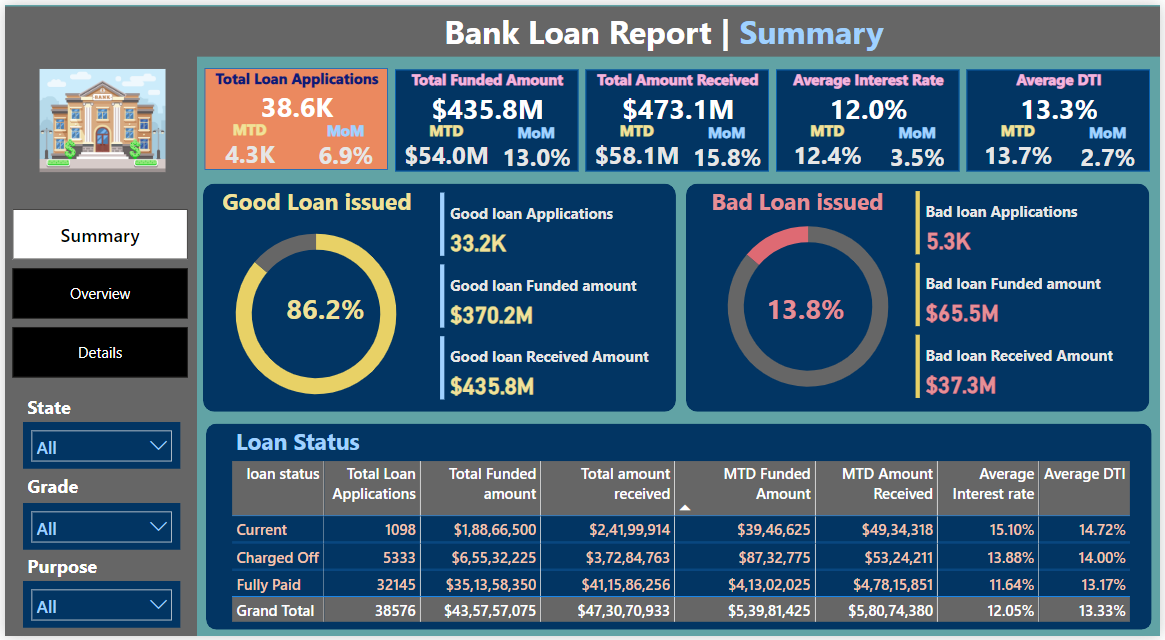 Bank Loan Report | Summary
Total Loan Applications
38.6K
MTD MoM
4.3K 6.9%
Total Funded Amount
$435.8M
MTD MoM
$54.0M 13.0%
Total Amount Received
$473.1M
MTD MoM
$58.1M 15.8%
Average Interest Rate
12.0%
MTD MoM
12.4% 3.5%
Average DTI
13.3%
MTD MoM
13.7% 2.7%
BANK
$ $
Summary
Overview
Details
State
All
Grade
All
Purpose
All
Good Loan issued
86.2%
Good loan Applications
33.2K
Good loan Funded amount
$370.2M
Good loan Received Amount
$435.8M
Bad Loan issued
13.8%
Bad loan Applications
5.3K
Bad loan Funded amount
$65.5M
Bad loan Received Amount
$37.3M
Loan Status
loan status Total Loan Total Funded Total amount MTD Funded MTD Amount Average Average DTI
Applications amount received Amount Received Interest rate
Current 1098 $1,88,66,500 $2,41,99,914 $39,46,625 $49,34,318 15.10% 14.72%
Charged Off 5333 $6,55,32,225 $3,72,84,763 $87,32,775 $53,24,211 13.88% 14.00%
Fully Paid 32145 $35,13,58,350 $41,15,86,256 $4,13,02,025 $4,78,15,851 11.64% 13.17%
Grand Total 38576 $43,57,57,075 $47,30,70,933 $5,39,81,425 $5,80,74,380 12.05% 13.33%